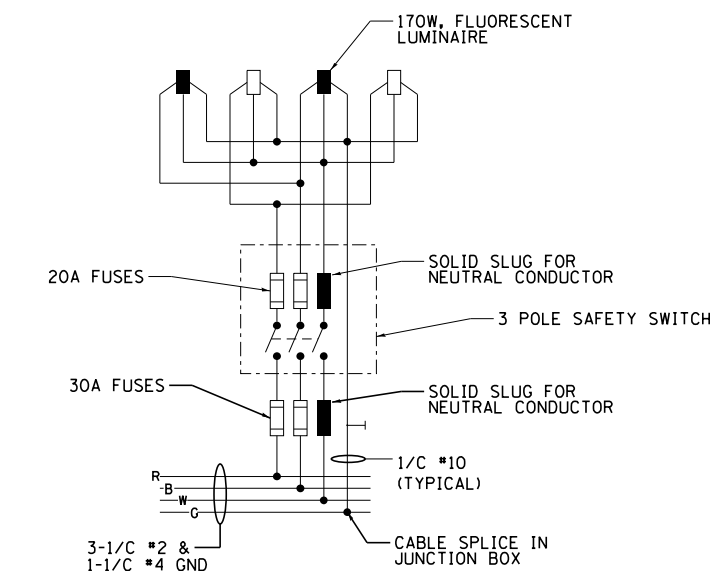 170W, FLUORESCENT
LUMINAIRE
SOLID SLUG FOR
NEUTRAL CONDUCTOR
20A FUSES
3 POLE SAFETY SWITCH
30A FUSES
SOLID SLUG FOR
NEUTRAL CONDUCTOR
1/C #10
(TYPICAL)
R
B
W
G
3-1/C #2 &
1-1/C #4 GND
CABLE SPLICE IN
JUNCTION BOX